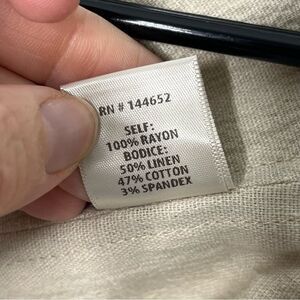 RN # 144652
SELF:
100% RAYON
BODICE:
50% LINEN
47% COTTON
3% SPANDEX